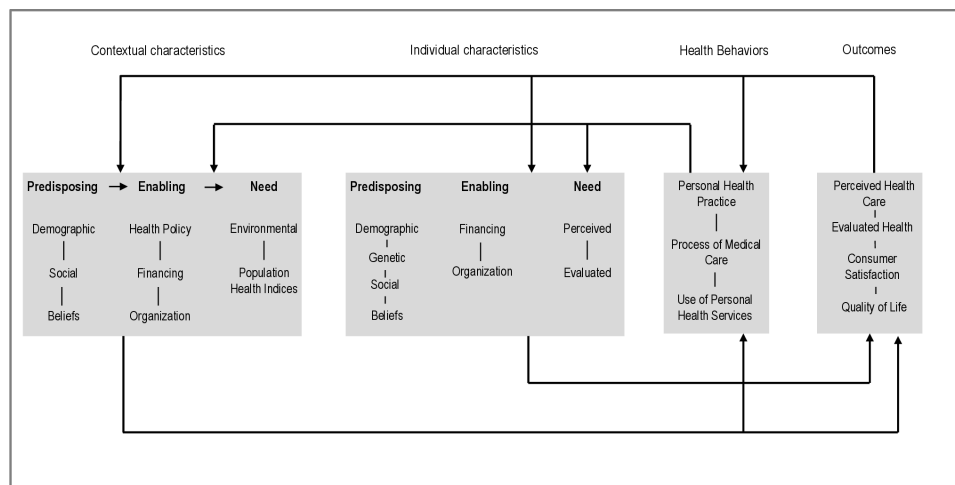 Contextual characteristics
Individual characteristics
Health Behaviors
Outcomes
Predisposing
Enabling
Need
Demographic
Social
Beliefs
Health Policy
Financing
Organization
Environmental
Population
Health Indices
Predisposing
Enabling
Need
Demographic
Genetic
Social
Beliefs
Financing
Organization
Perceived
Evaluated
Personal Health
Practice
Process of Medical
Care
Use of Personal
Health Services
Perceived Health
Care
Evaluated Health
Consumer
Satisfaction
Quality of Life